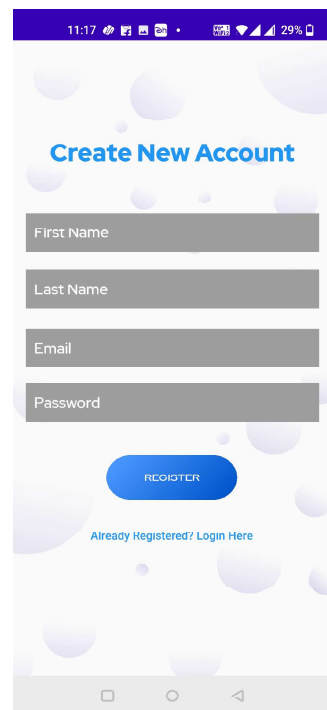 11:17 29%
Create New Account
First Name
Last Name
Email
Password
REGISTER
Already Registered? Login Here